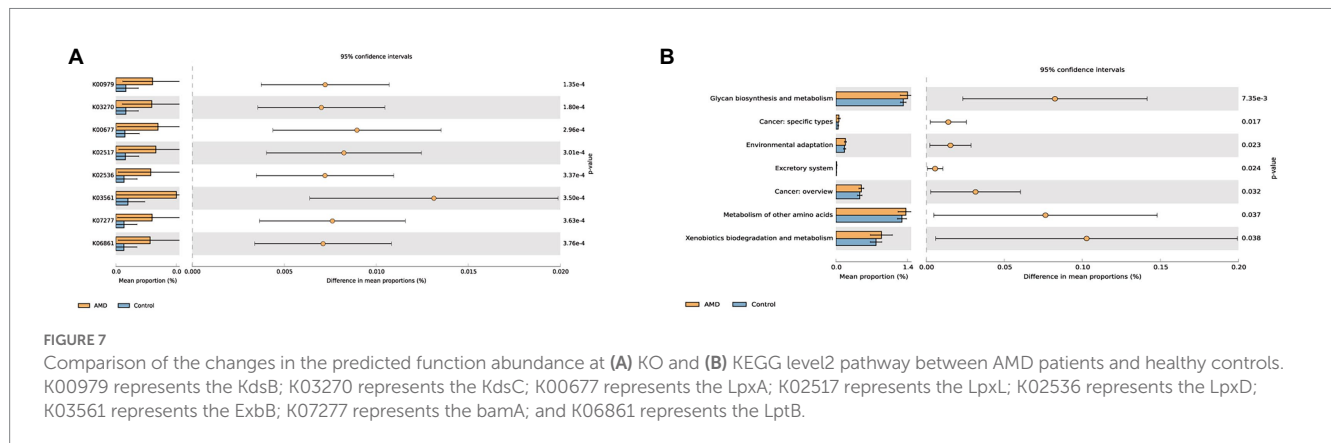 A
95% confidence intervals
K00979
1.35e-4
K03270
1.80e-4
K00677
2.96e-4
K02517
3.01e-4
K02536
3.37e-4
K03561
3.50e-4
K07277
3.63e-4
K06861
3.76e-4
p-value
0.0 0.0 0.000 0.005 0.010 0.015 0.020
Mean proportion (%) Difference in mean proportions (%)
AMD Control
B
95% confidence intervals
Glycan biosynthesis and metabolism
7.35e-3
Cancer: specific types
0.017
Environmental adaptation
0.023
Excretory system
0.024
Cancer: overview
0.032
Metabolism of other amino acids
0.037
Xenobiotics biodegradation and metabolism
0.038
p-value
0.0 1.4 0.00 0.05 0.10 0.15 0.20
Mean proportion (%) Difference in mean proportions (%)
AMD Control
FIGURE 7
Comparison of the changes in the predicted function abundance at (A) KO and (B) KEGG level2 pathway between AMD patients and healthy controls.
K00979 represents the KdsB; K03270 represents the KdsC; K00677 represents the LpxA; K02517 represents the LpxL; K02536 represents the LpxD;
K03561 represents the ExbB; K07277 represents the bamA; and K06861 represents the LptB.